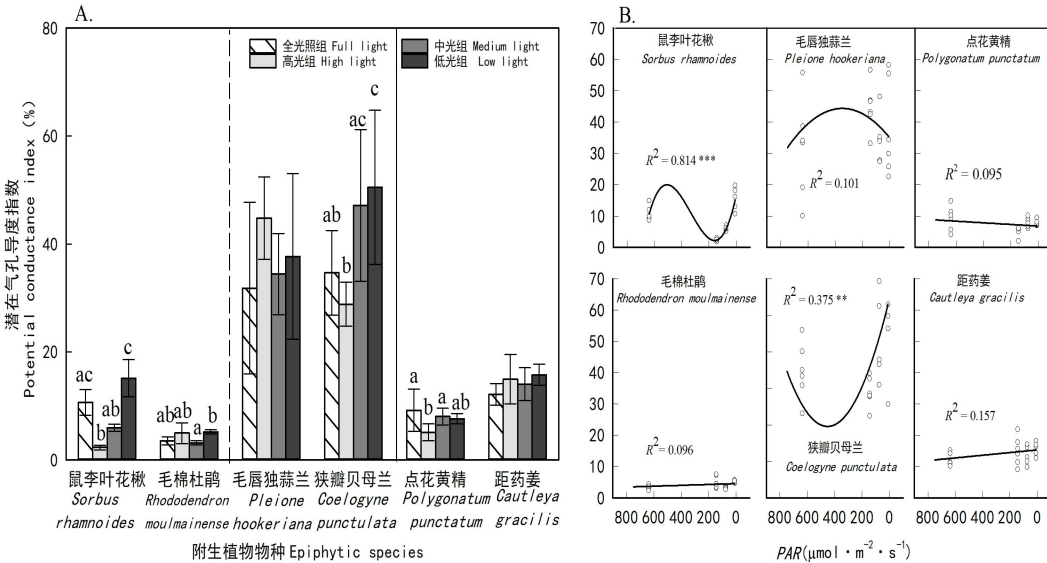 A.
潜在气孔导度指数
Potential conductance index (%)
80
60
40
20
0
全光照组 Full light
高光组 High light
中光组 Medium light
低光组 Low light
ac
b
ab
c
ab
ab
a
b
ab
b
ac
c
a
b
a
ab
鼠李叶花楸
Sorbus
rhamnoides
毛棉杜鹃
Rhododendron
moulmainense
毛唇独蒜兰
Pleione
hookeriana
狭瓣贝母兰
Coelogyne
punctulata
点花黄精
Polygonatum
punctatum
距药姜
Cautleya
gracilis
附生植物物种 Epiphytic species
B.
70
60
50
40
30
20
10
0
鼠李叶花楸
Sorbus rhamnoides
R² = 0.814 ***
毛唇独蒜兰
Pleione hookeriana
R² = 0.101
点花黄精
Polygonatum punctatum
R² = 0.095
70
60
50
40
30
20
10
0
毛棉杜鹃
Rhododendron moulmainense
R² = 0.096
R² = 0.375 **
狭瓣贝母兰
Coelogyne punctulata
距药姜
Cautleya gracilis
R² = 0.157
800 600 400 200 0
800 600 400 200 0
800 600 400 200 0
PAR(μmol·m⁻²·s⁻¹)